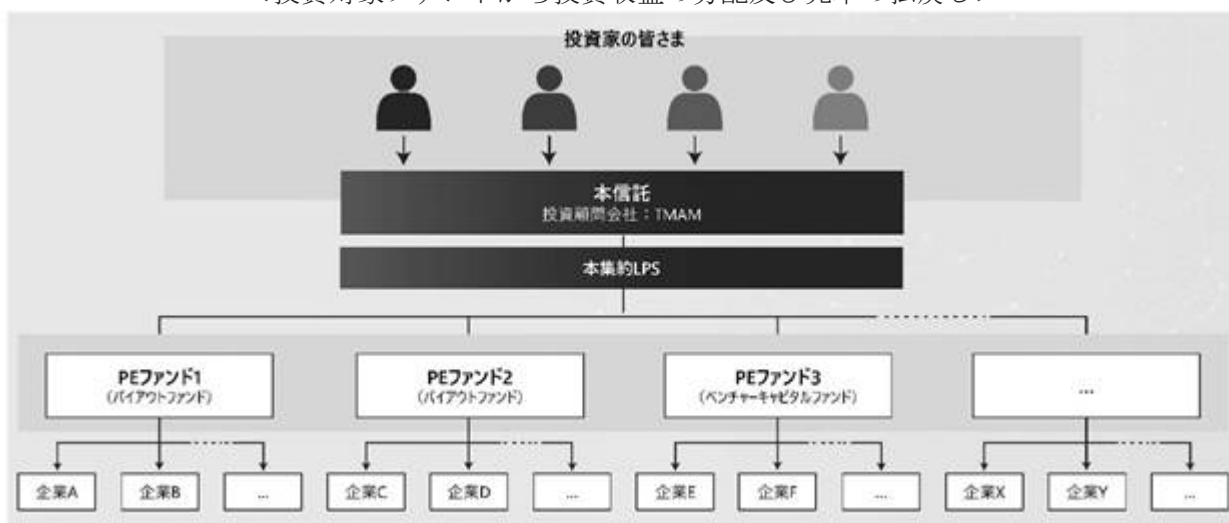 投資家の皆さま
本信託
投資顧問会社：TMAM
本集約LPS
PEファンド1
（バイアウトファンド）
PEファンド2
（バイアウトファンド）
PEファンド3
（ベンチャーキャピタルファンド）
...
企業A
企業B
...
企業C
企業D
...
企業E
企業F
...
企業X
企業Y
...